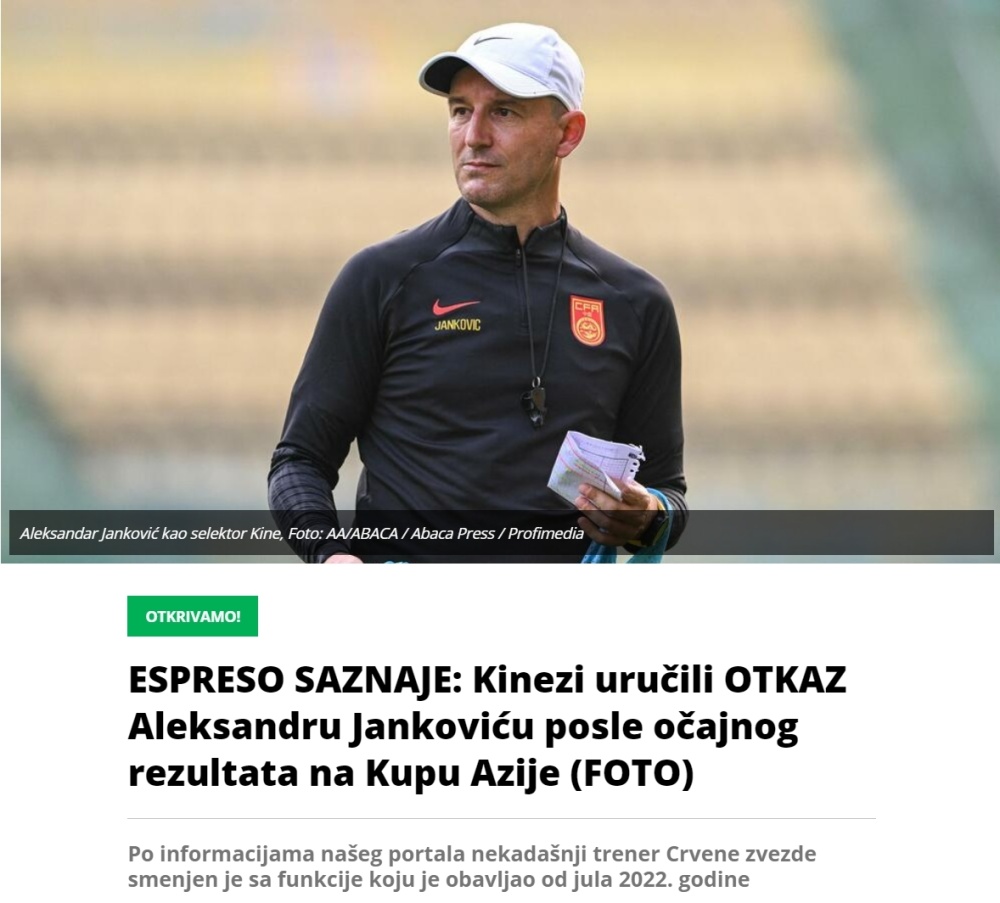 JANKOVIC
CFA
Aleksandar Janković kao selektor Kine, Foto: AA/ABACA / Abaca Press / Profimedia
OTKRIVAMO!
ESPRESO SAZNAJE: Kinezi uručili OTKAZ
Aleksandru Jankoviću posle očajnog
rezultata na Kupu Azije (FOTO)
Po informacijama našeg portala nekadašnji trener Crvene zvezde
smenjen je sa funkcije koju je obavljao od jula 2022. godine